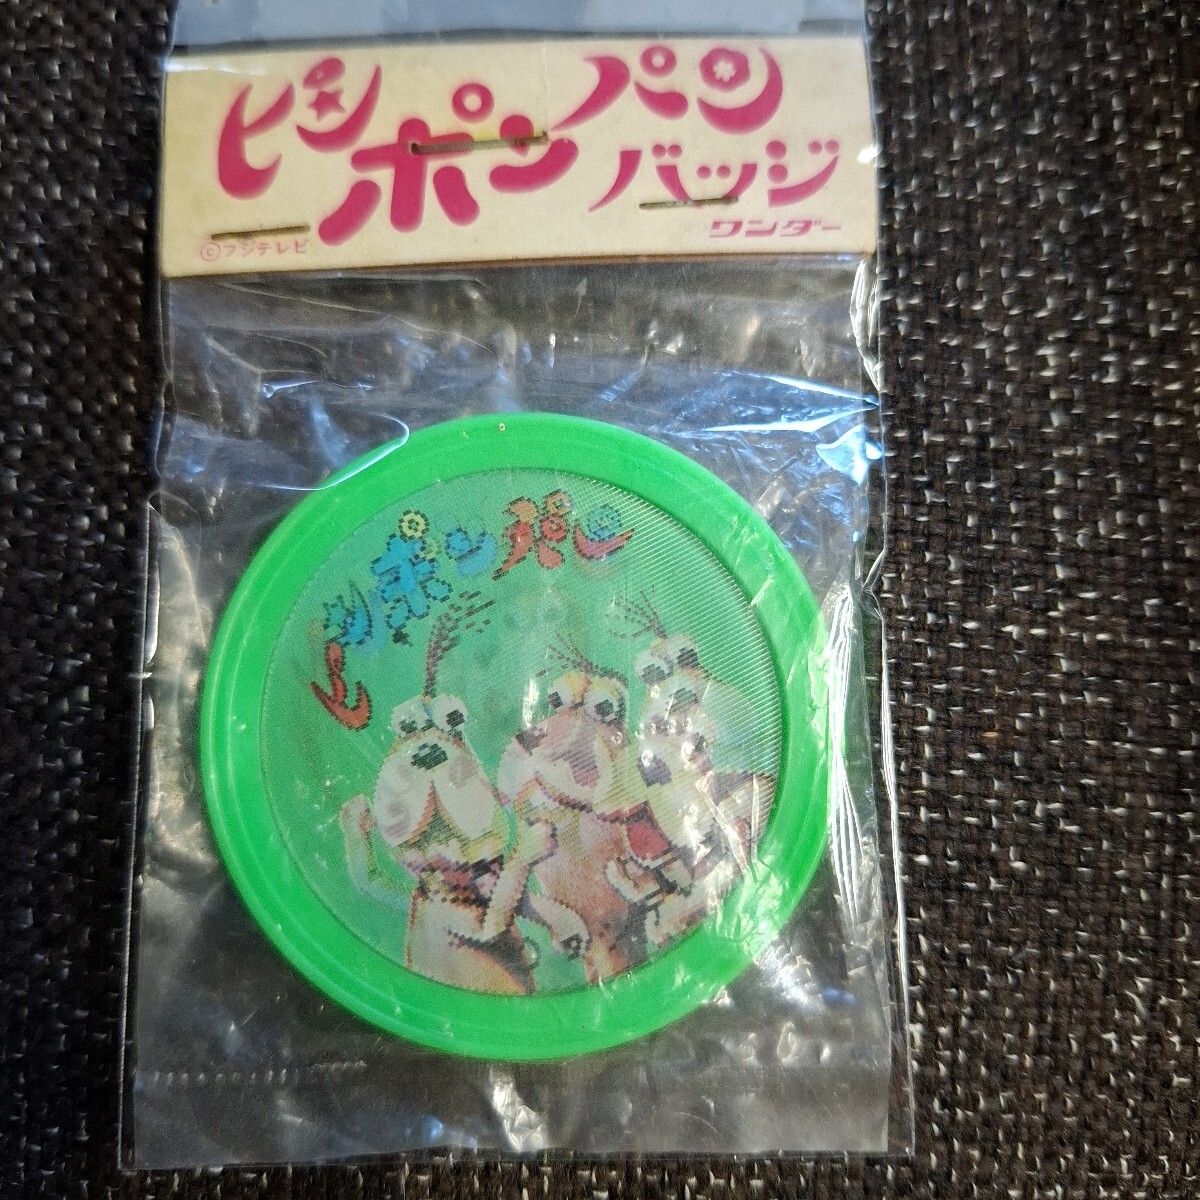 ピンポンパン
バッジ
ワンダー
©フジテレビ
ピンポンパン